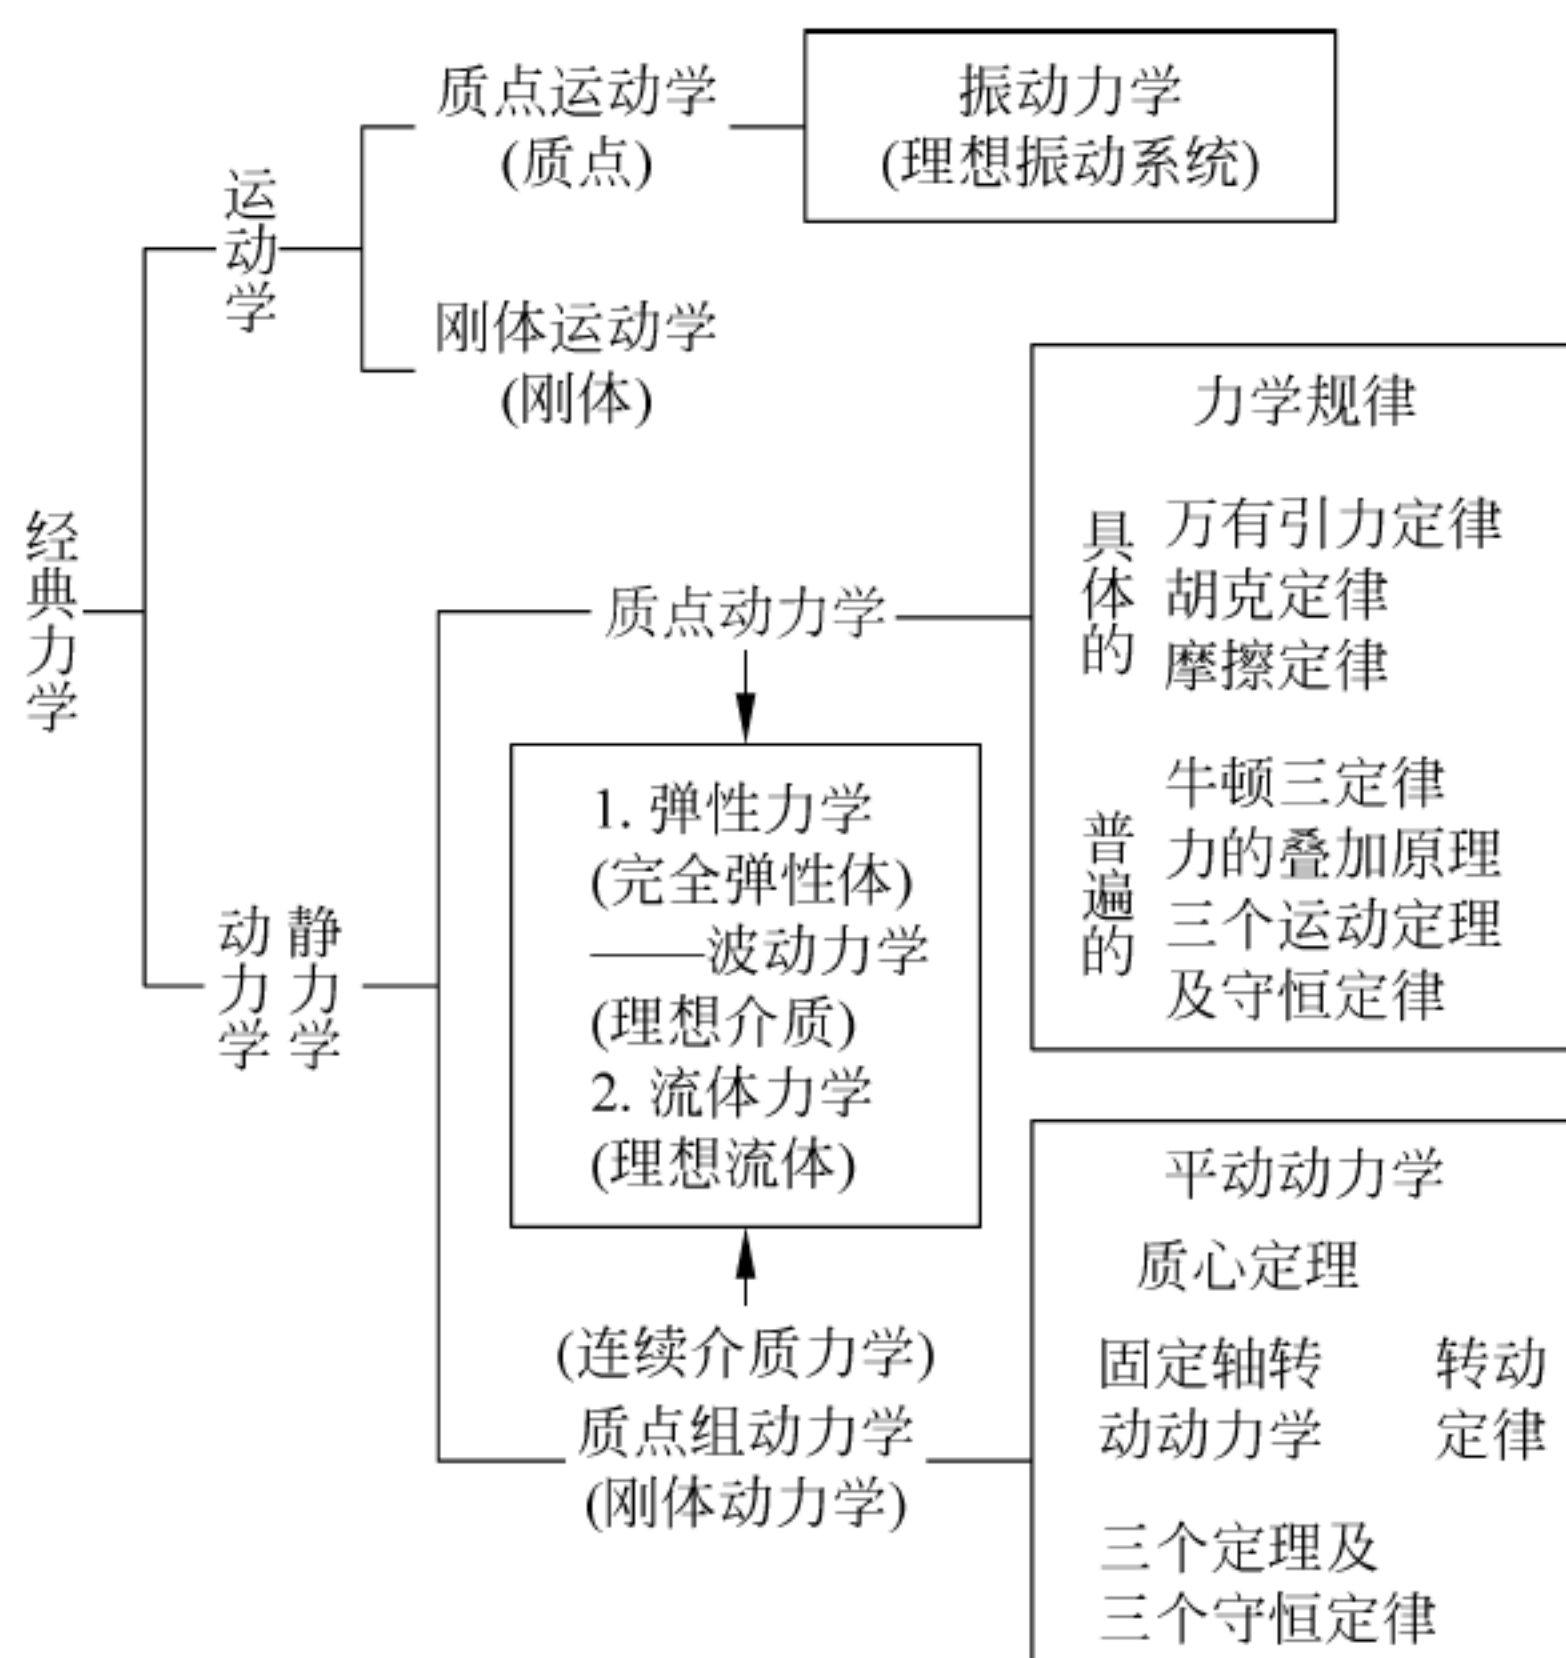 经典力学
运动学
质点运动学
(质点)
振动力学
(理想振动系统)
刚体运动学
(刚体)
动力学
静力学
质点动力学
力学规律
具体的
万有引力定律
胡克定律
摩擦定律
普遍的
牛顿三定律
力的叠加原理
三个运动定理
及守恒定律
1. 弹性力学
(完全弹性体)
——波动力学
(理想介质)
2. 流体力学
(理想流体)
(连续介质力学)
质点组动力学
(刚体动力学)
平动动力学
质心定理
固定轴转
动动力学
转动
定律
三个定理及
三个守恒定律